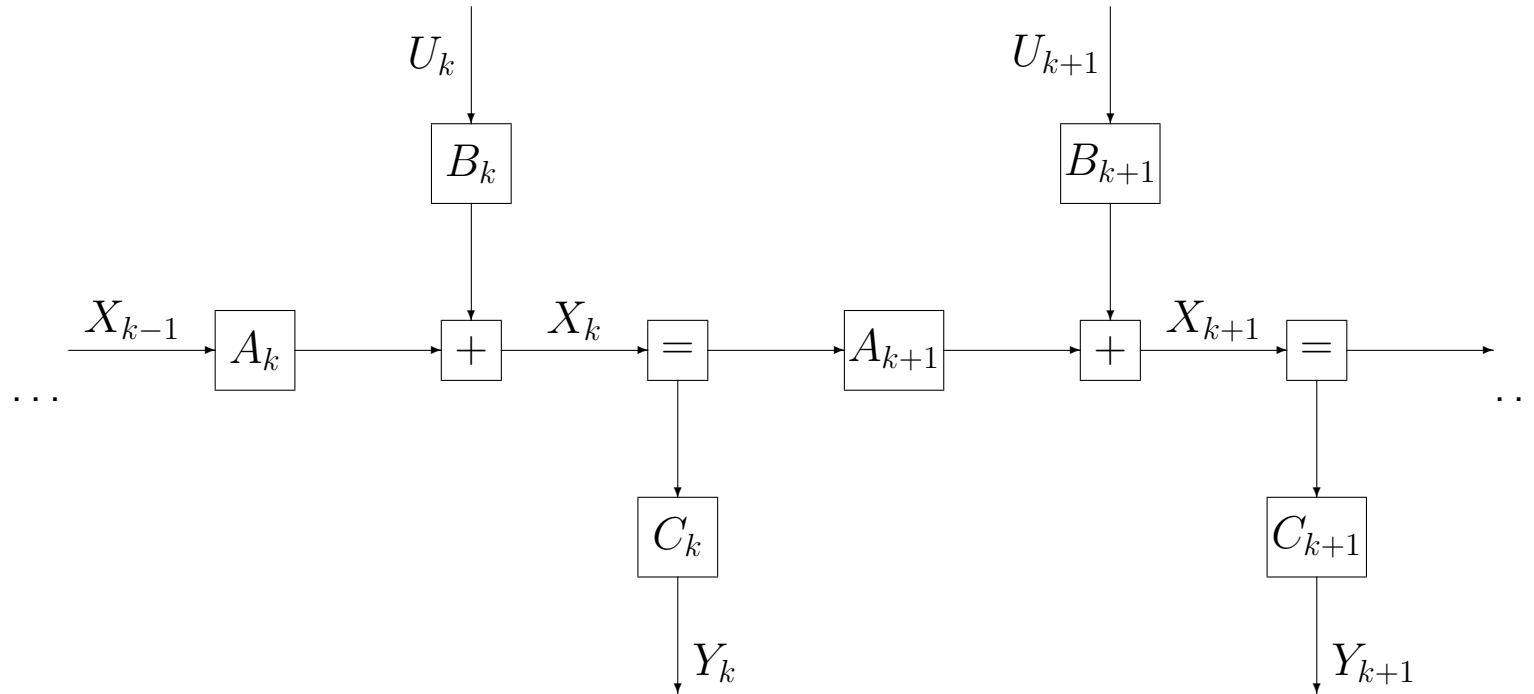 U_k U_{k+1}
B_k B_{k+1}
X_{k-1} X_k X_{k+1}
A_k + = A_{k+1} + =
... ..
C_k C_{k+1}
Y_k Y_{k+1}